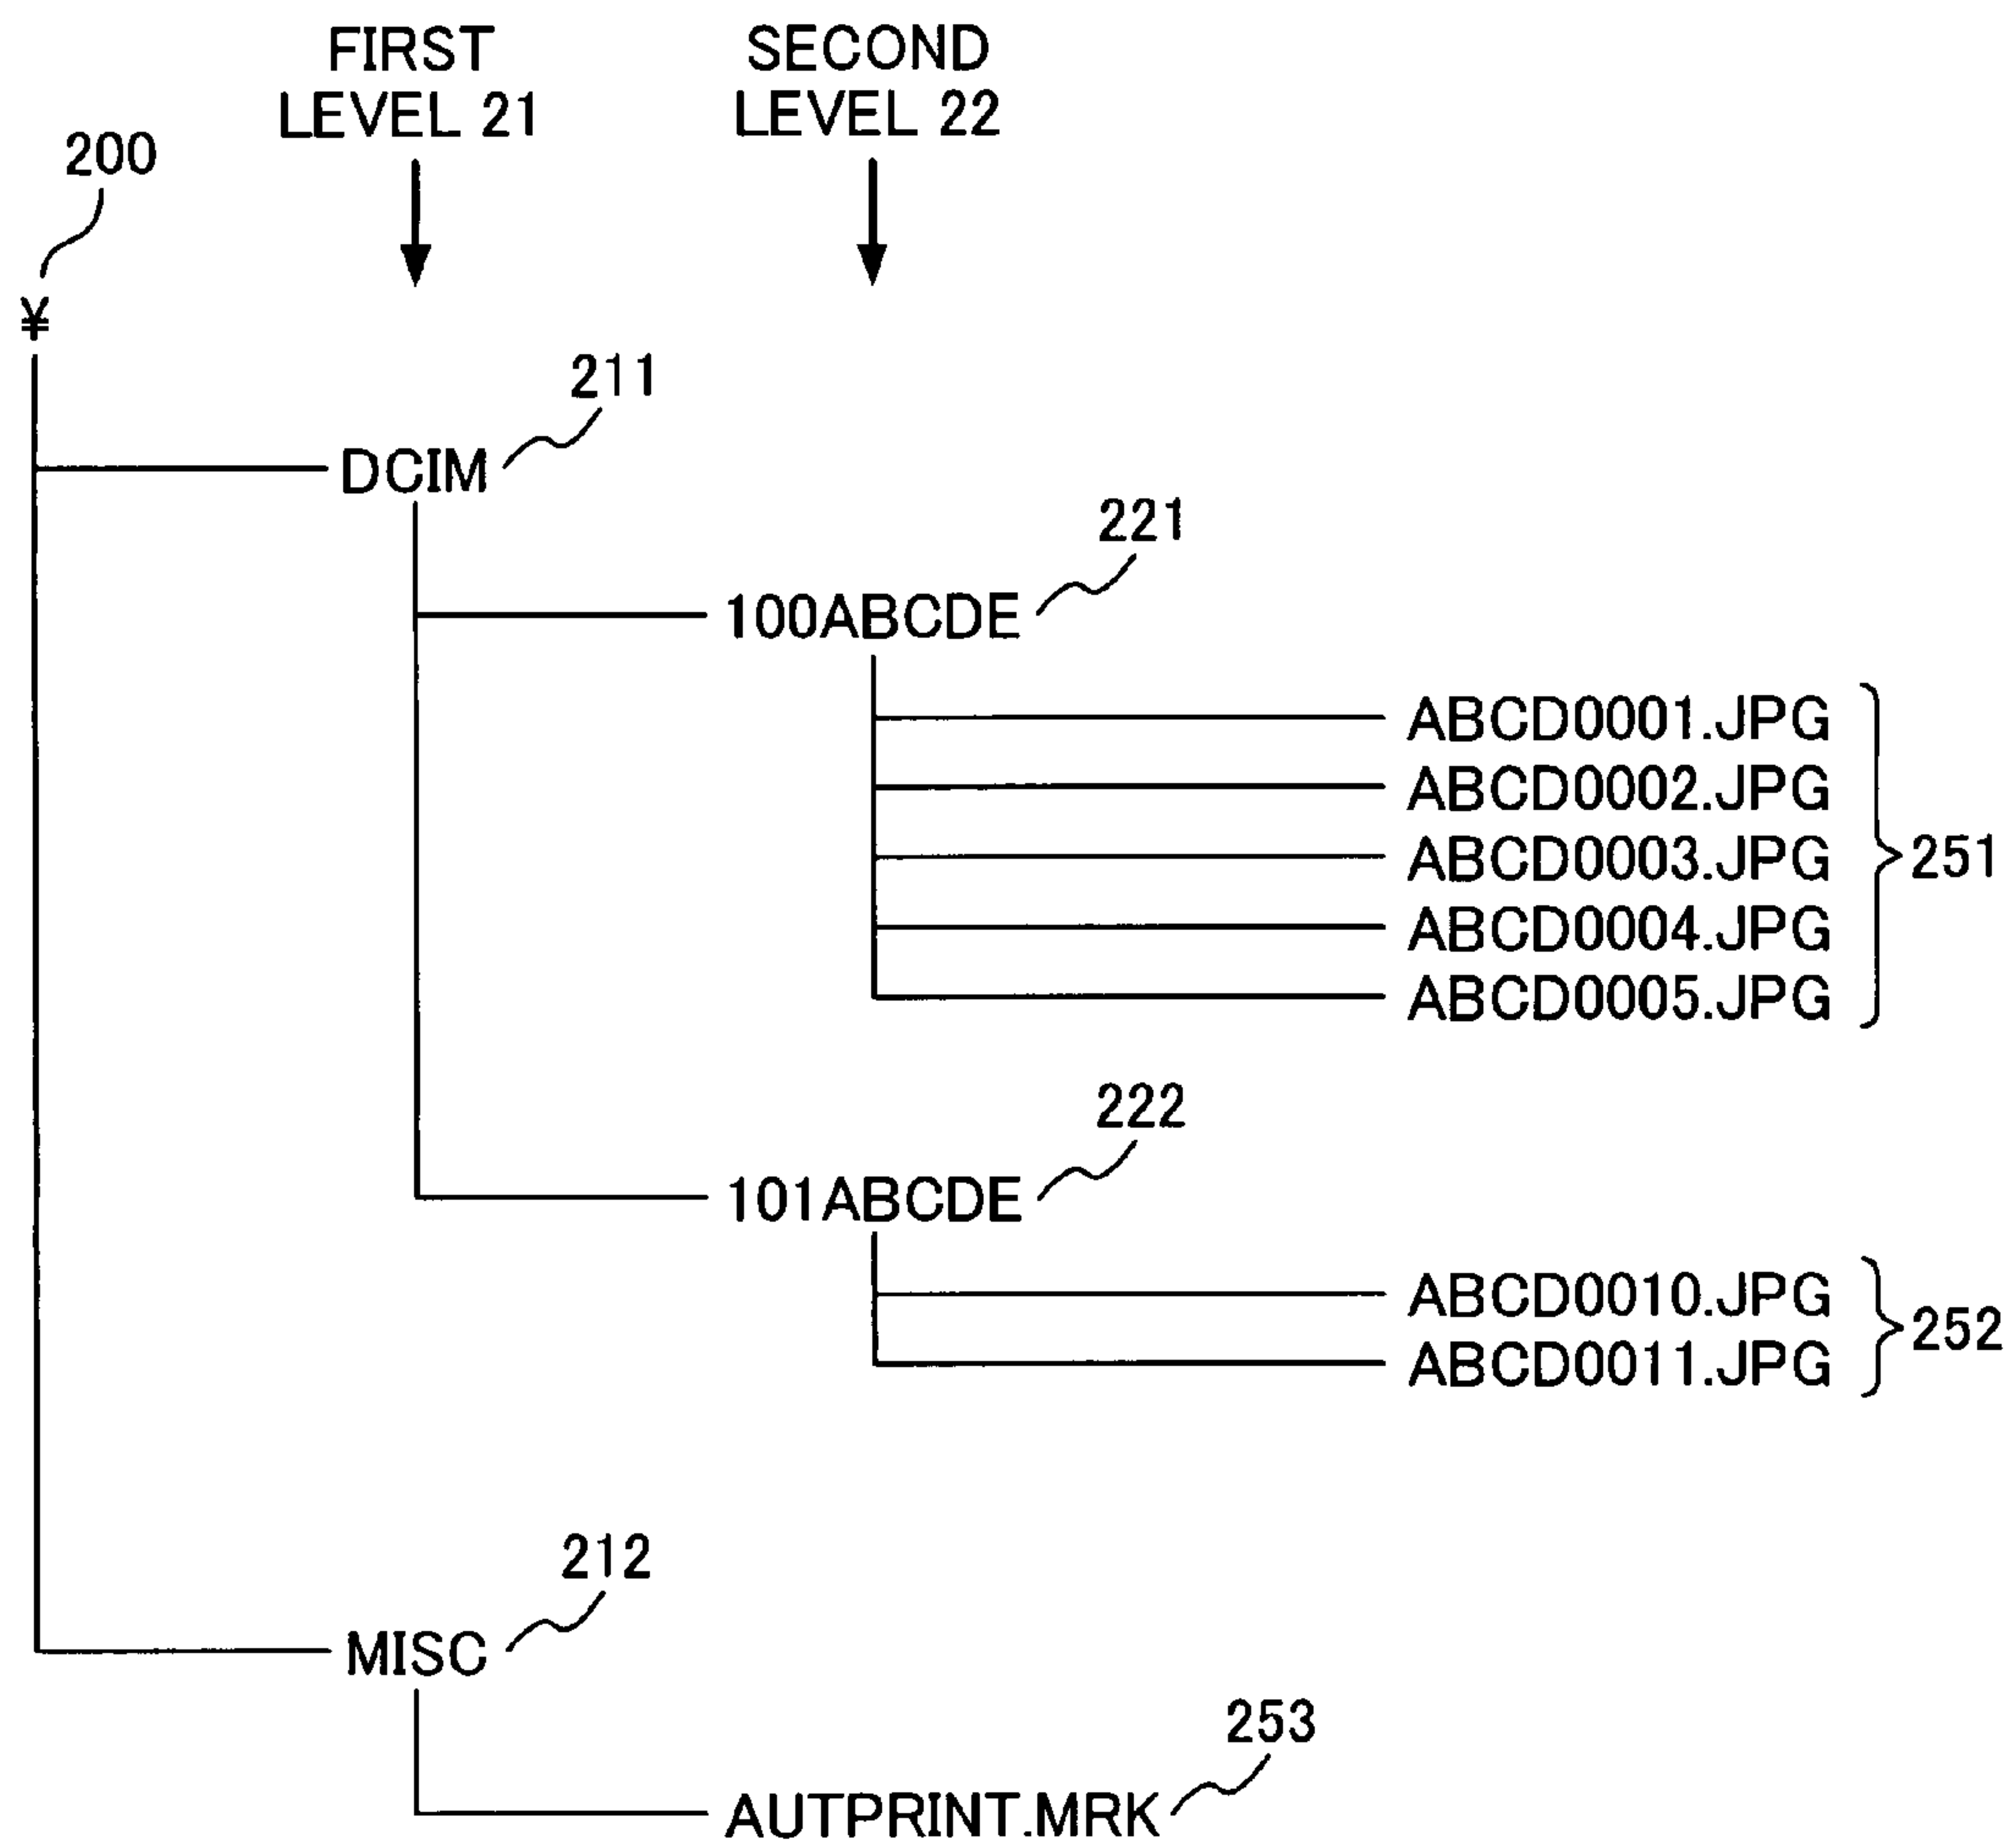 FIRST
LEVEL 21
SECOND
LEVEL 22
200
¥
211
DCIM
221
100ABCDE
ABCD0001.JPG
ABCD0002.JPG
ABCD0003.JPG
251
ABCD0004.JPG
ABCD0005.JPG
222
101ABCDE
ABCD0010.JPG
252
ABCD0011.JPG
212
MISC
253
AUTPRINT.MRK